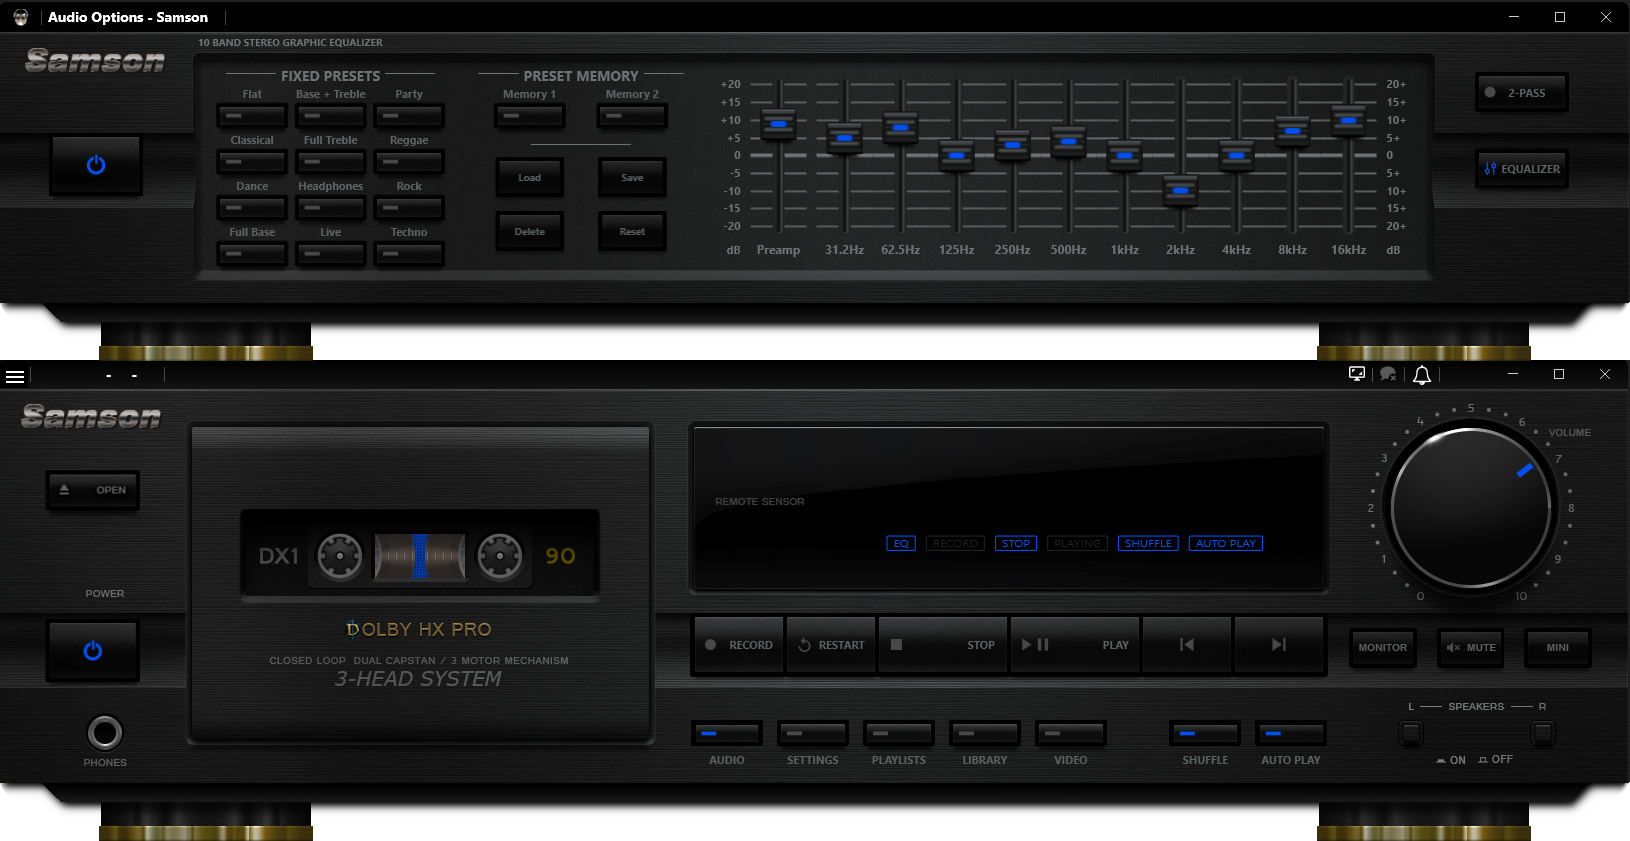 Audio Options - Samson
Samson
10 BAND STEREO GRAPHIC EQUALIZER
FIXED PRESETS
PRESET MEMORY
Flat Base + Treble Party
Memory 1 Memory 2
Classical Full Treble Reggae
Load Save
Dance Headphones Rock
Delete Reset
Full Base Live Techno
+20 20+
+15 15+
+10 10+
+5 5+
0 0
-5 5+
-10 10+
-15 15+
-20 20+
dB Preamp 31.2Hz 62.5Hz 125Hz 250Hz 500Hz 1kHz 2kHz 4kHz 8kHz 16kHz dB
2-PASS
EQUALIZER
- -
Samson
OPEN
POWER
PHONES
DX1 90
DOLBY HX PRO
CLOSED LOOP DUAL CAPSTAN / 3 MOTOR MECHANISM
3-HEAD SYSTEM
REMOTE SENSOR
EQ RECORD STOP PLAYING SHUFFLE AUTO PLAY
VOLUME
0 1 2 3 4 5 6 7 8 9 10
RECORD RESTART STOP PLAY
MONITOR MUTE MINI
L SPEAKERS R
ON OFF
AUDIO SETTINGS PLAYLISTS LIBRARY VIDEO SHUFFLE AUTO PLAY